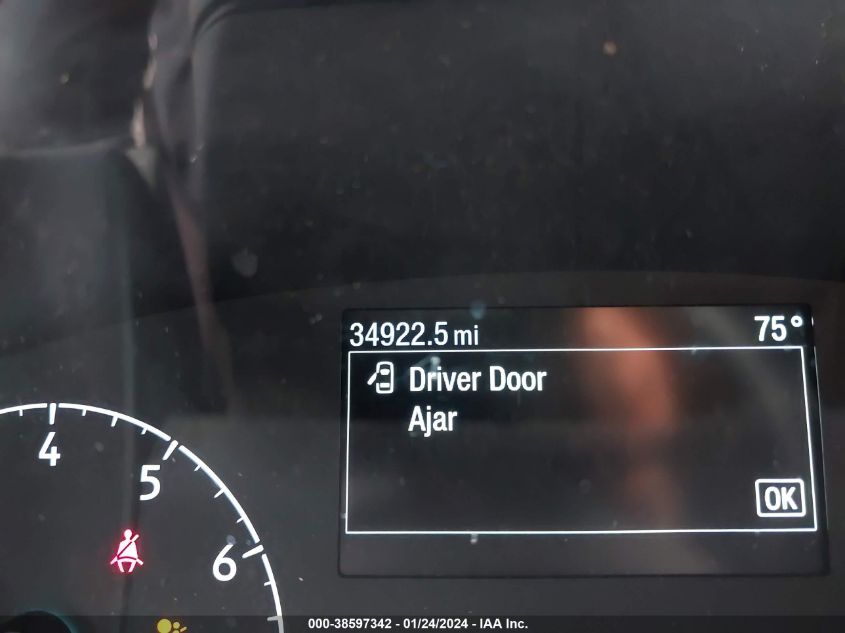 34922.5 mi 75°
Driver Door
Ajar
OK
4
5
6
000-38597342 - 01/24/2024 - IAA Inc.